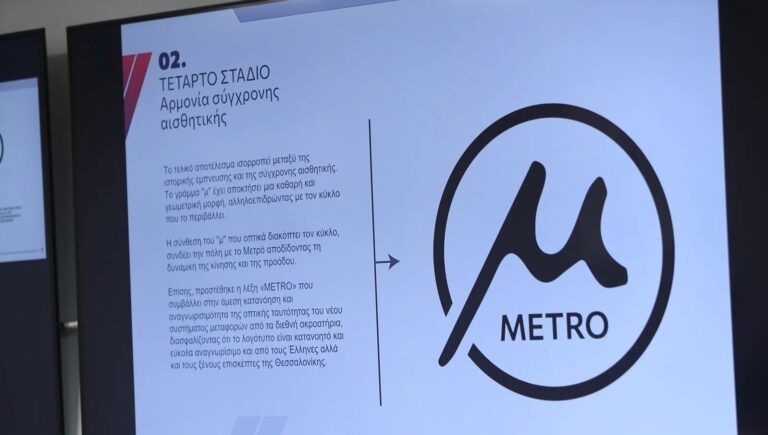 02.
ΤΕΤΑΡΤΟ ΣΤΑΔΙΟ
Αρμονία σύγχρονης
αισθητικής
Το τελικό αποτέλεσμα ισορροπεί μεταξύ της
ιστορικής έμπνευσης και της σύγχρονης αισθητικής.
Το γράμμα "μ" έχει αποκτήσει μια καθαρή και
γεωμετρική μορφή, αλληλοεπιδρώντας με τον κύκλο
που το περιβάλλει.
Η σύνθεση του "μ" που οπτικά διακόπτει τον κύκλο,
συνδέει την πόλη με το Μετρό αποδίδοντας τη
δυναμική της κίνησης και της προόδου.
Επίσης, προστέθηκε η λέξη «METRO» που
συμβάλλει στην άμεση κατανόηση και
αναγνωρισιμότητα της οπτικής ταυτότητας του νέου
συστήματος μεταφορών από τα διεθνή ακροατήρια,
διασφαλίζοντας ότι το λογότυπο είναι κατανοητό και
εύκολα αναγνωρίσιμο και από τους Έλληνες αλλά
και τους ξένους επισκέπτες της Θεσσαλονίκης.
μ
METRO